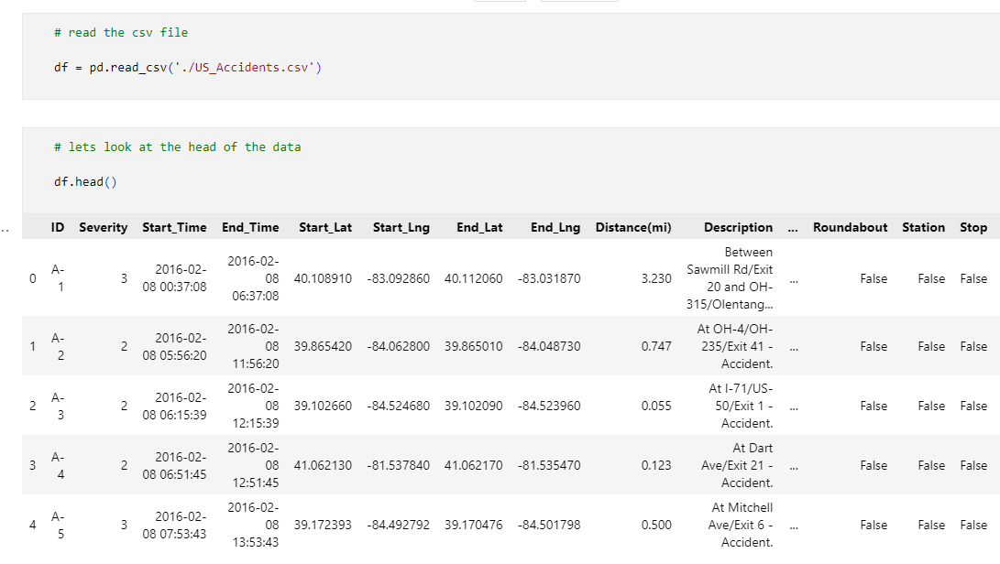 # read the csv file
df = pd.read_csv('./US_Accidents.csv')
# lets look at the head of the data
df.head()
..
ID Severity Start_Time End_Time Start_Lat Start_Lng End_Lat End_Lng Distance(mi) Description ... Roundabout Station Stop
0 A-1 3 2016-02-08 00:37:08 2016-02-08 06:37:08 40.108910 -83.092860 40.112060 -83.031870 3.230 Between Sawmill Rd/Exit 20 and OH-315/Olentang... ... False False False
1 A-2 2 2016-02-08 05:56:20 2016-02-08 11:56:20 39.865420 -84.062800 39.865010 -84.048730 0.747 At OH-4/OH-235/Exit 41 - Accident. ... False False False
2 A-3 2 2016-02-08 06:15:39 2016-02-08 12:15:39 39.102660 -84.524680 39.102090 -84.523960 0.055 At I-71/US-50/Exit 1 - Accident. ... False False False
3 A-4 2 2016-02-08 06:51:45 2016-02-08 12:51:45 41.062130 -81.537840 41.062170 -81.535470 0.123 At Dart Ave/Exit 21 - Accident. ... False False False
4 A-5 3 2016-02-08 07:53:43 2016-02-08 13:53:43 39.172393 -84.492792 39.170476 -84.501798 0.500 At Mitchell Ave/Exit 6 - Accident. ... False False False